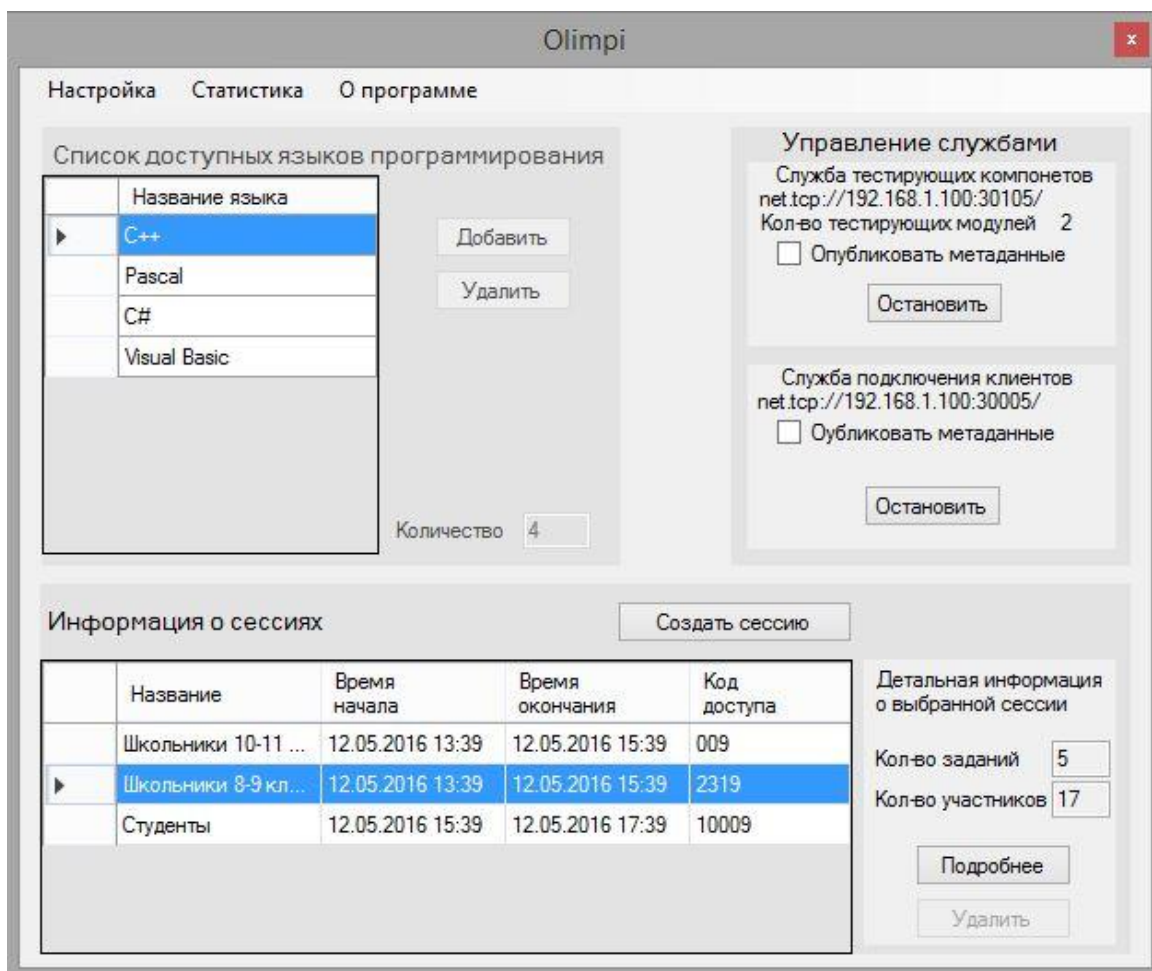 Olimpi
x
Настройка Статистика О программе
Список доступных языков программирования
Название языка
C++
Pascal
C#
Visual Basic
Добавить
Удалить
Количество 4
Управление службами
Служба тестирующих компонетов
net.tcp://192.168.1.100:30105/
Кол-во тестирующих модулей 2
Опубликовать метаданные
Остановить
Служба подключения клиентов
net.tcp://192.168.1.100:30005/
Оубликовать метаданные
Остановить
Информация о сессиях
Создать сессию
Название Время начала Время окончания Код доступа
Школьники 10-11 ... 12.05.2016 13:39 12.05.2016 15:39 009
Школьники 8-9 кл... 12.05.2016 13:39 12.05.2016 15:39 2319
Студенты 12.05.2016 15:39 12.05.2016 17:39 10009
Детальная информация
о выбранной сессии
Кол-во заданий 5
Кол-во участников 17
Подробнее
Удалить